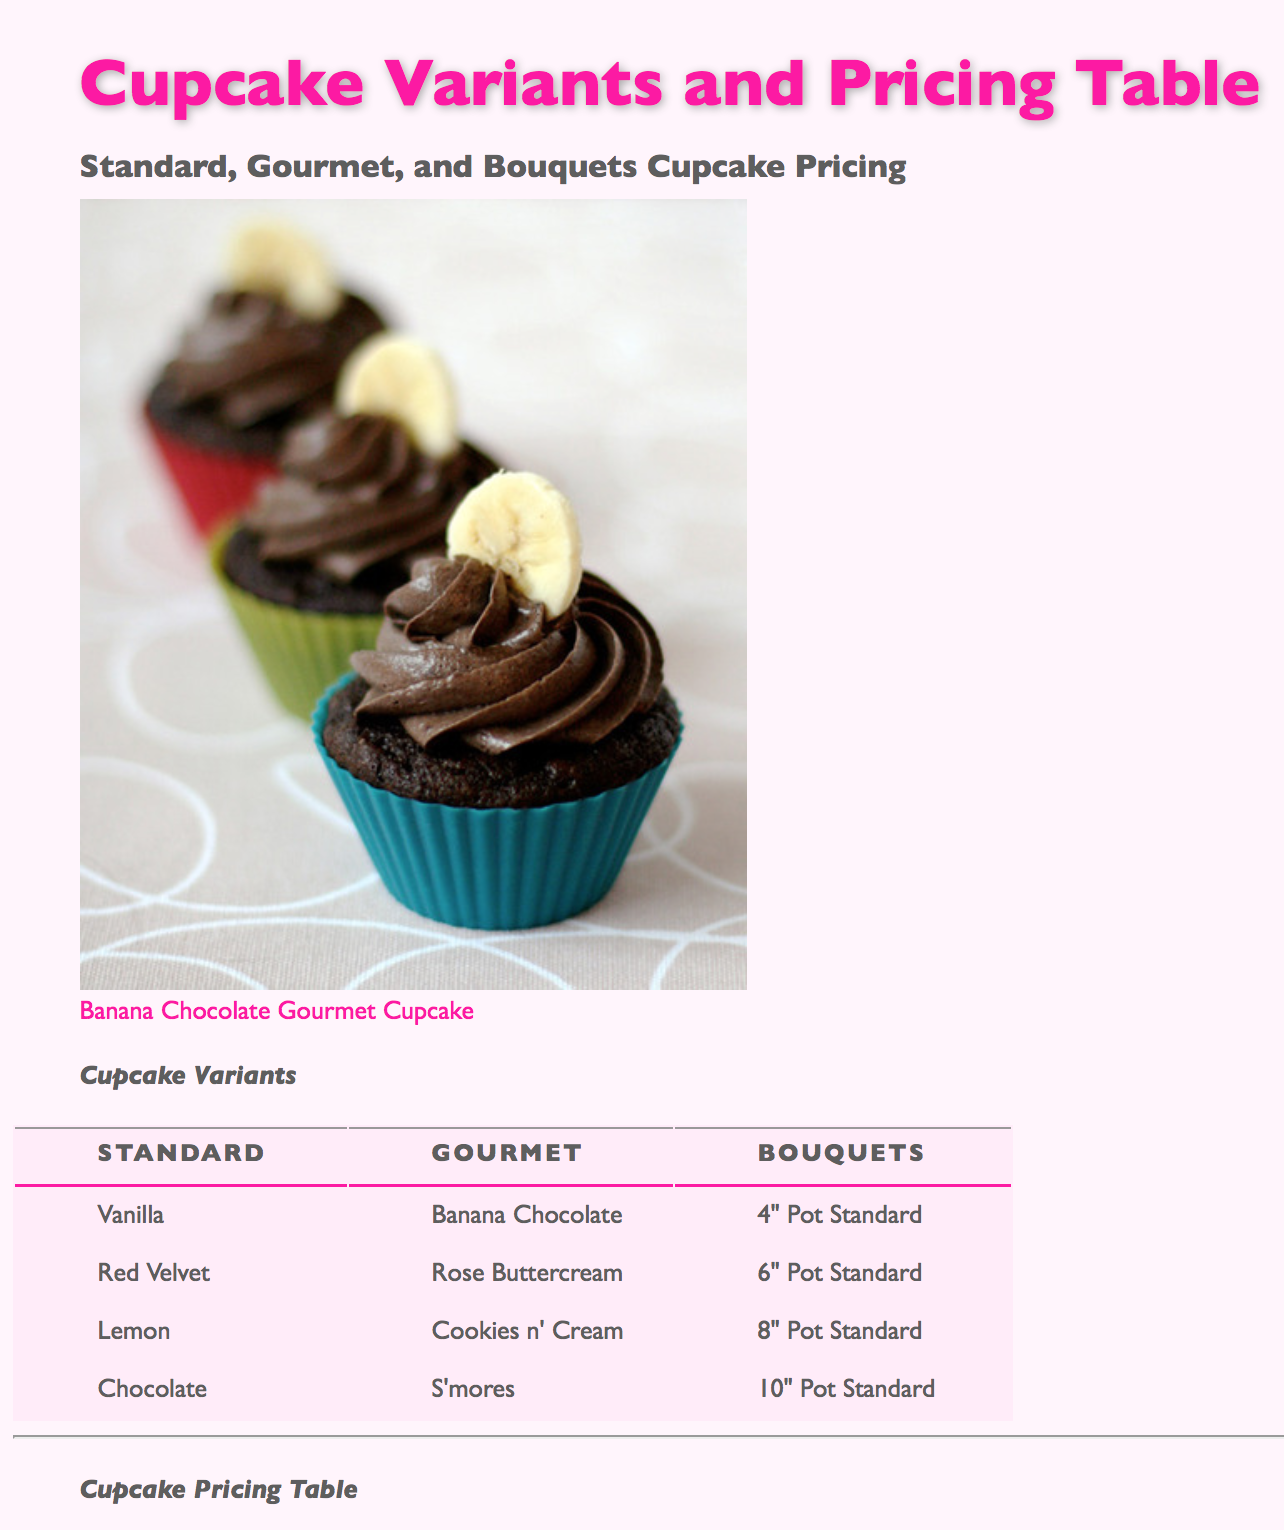 Cupcake Variants and Pricing Table
Standard, Gourmet, and Bouquets Cupcake Pricing
Banana Chocolate Gourmet Cupcake
Cupcake Variants
STANDARD GOURMET BOUQUETS
Vanilla Banana Chocolate 4" Pot Standard
Red Velvet Rose Buttercream 6" Pot Standard
Lemon Cookies n' Cream 8" Pot Standard
Chocolate S'mores 10" Pot Standard
Cupcake Pricing Table